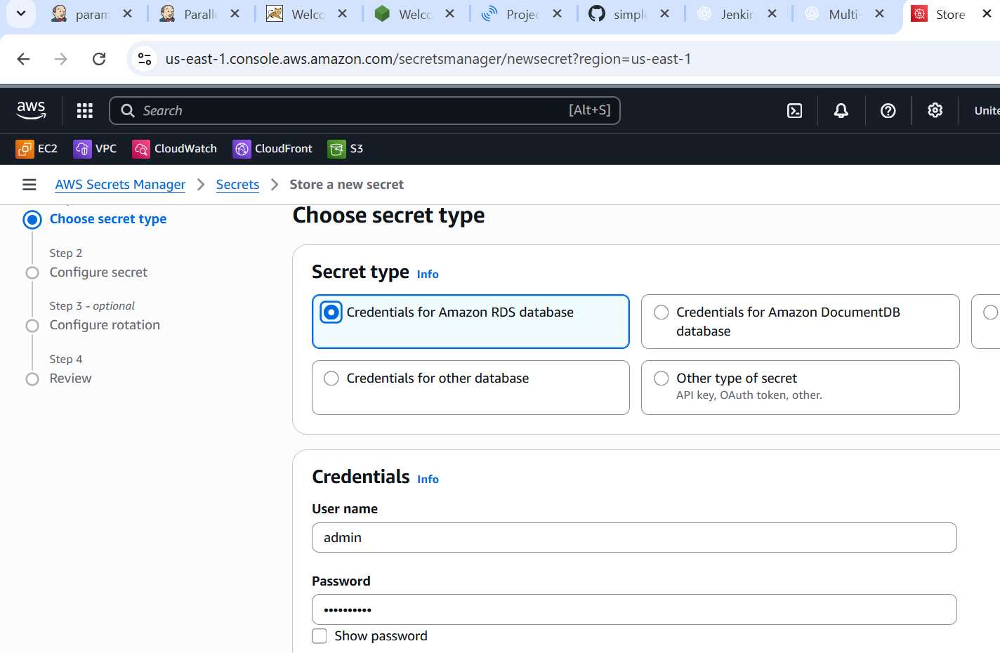 param
Paralle
Welco
Welco
Projec
simple
Jenkin
Multi-
Store
us-east-1.console.aws.amazon.com/secretsmanager/newsecret?region=us-east-1
aws
Search
[Alt+S]
Unite
EC2
VPC
CloudWatch
CloudFront
S3
AWS Secrets Manager
Secrets
Store a new secret
Choose secret type
Step 2
Configure secret
Step 3 - optional
Configure rotation
Step 4
Review
Choose secret type
Secret type Info
Credentials for Amazon RDS database
Credentials for Amazon DocumentDB
database
Credentials for other database
Other type of secret
API key, OAuth token, other.
Credentials Info
User name
admin
Password
••••••••••
Show password